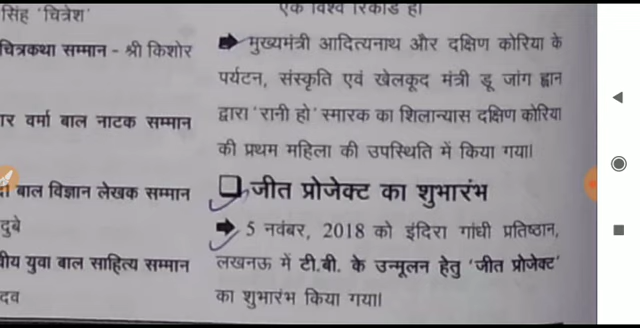 सिंह 'चित्रेश'
चित्रकथा सम्मान - श्री किशोर
ार वर्मा बाल नाटक सम्मान
बाल विज्ञान लेखक सम्मान
दुबे
ीय युवा बाल साहित्य सम्मान
दव
एक विश्व रिकॉर्ड है।
मुख्यमंत्री आदित्यनाथ और दक्षिण कोरिया के
पर्यटन, संस्कृति एवं खेलकूद मंत्री डू जांग ह्वान
द्वारा 'रानी हो' स्मारक का शिलान्यास दक्षिण कोरिया
की प्रथम महिला की उपस्थिति में किया गया।
जीत प्रोजेक्ट का शुभारंभ
5 नवंबर, 2018 को इंदिरा गांधी प्रतिष्ठान,
लखनऊ में टी.बी. के उन्मूलन हेतु 'जीत प्रोजेक्ट'
का शुभारंभ किया गया।